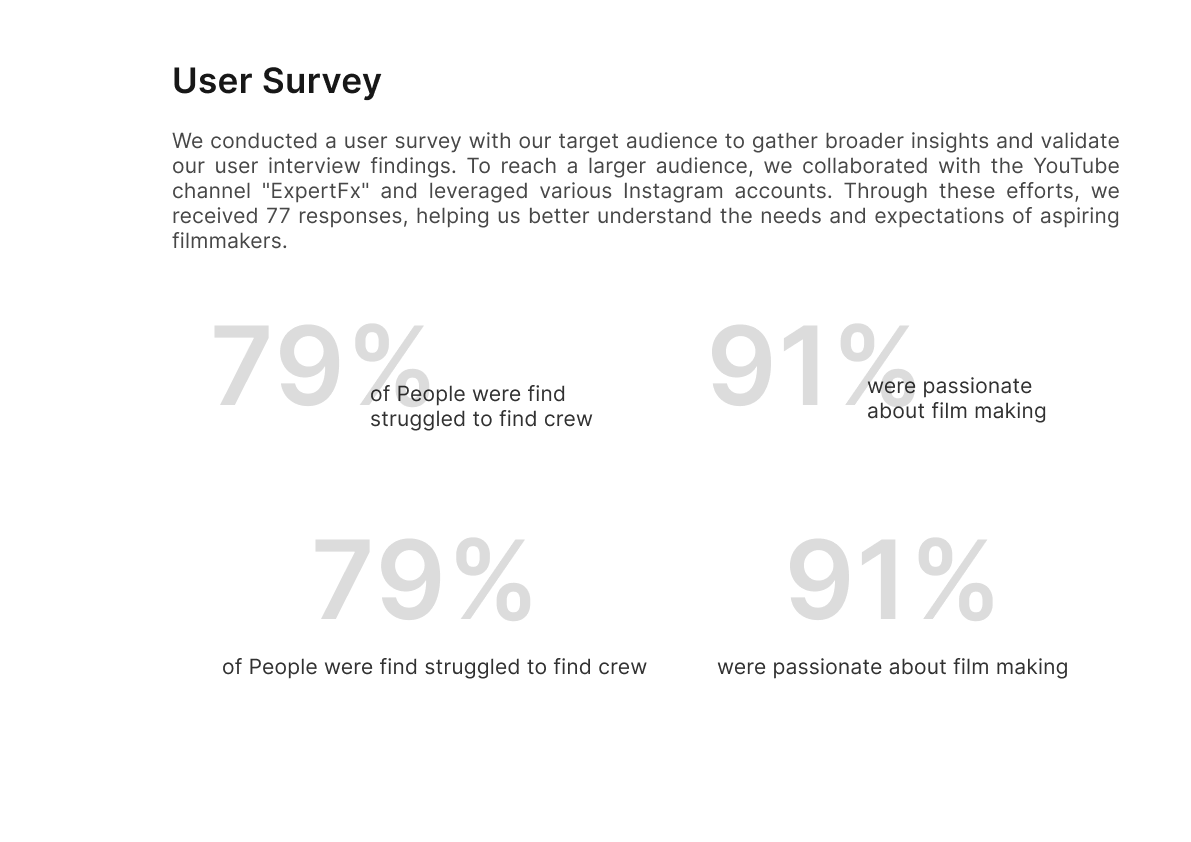 User Survey
We conducted a user survey with our target audience to gather broader insights and validate
our user interview findings. To reach a larger audience, we collaborated with the YouTube
channel "ExpertFx" and leveraged various Instagram accounts. Through these efforts, we
received 77 responses, helping us better understand the needs and expectations of aspiring
filmmakers.
79%
of People were find
struggled to find crew
91%
were passionate
about film making
79%
of People were find struggled to find crew
91%
were passionate about film making